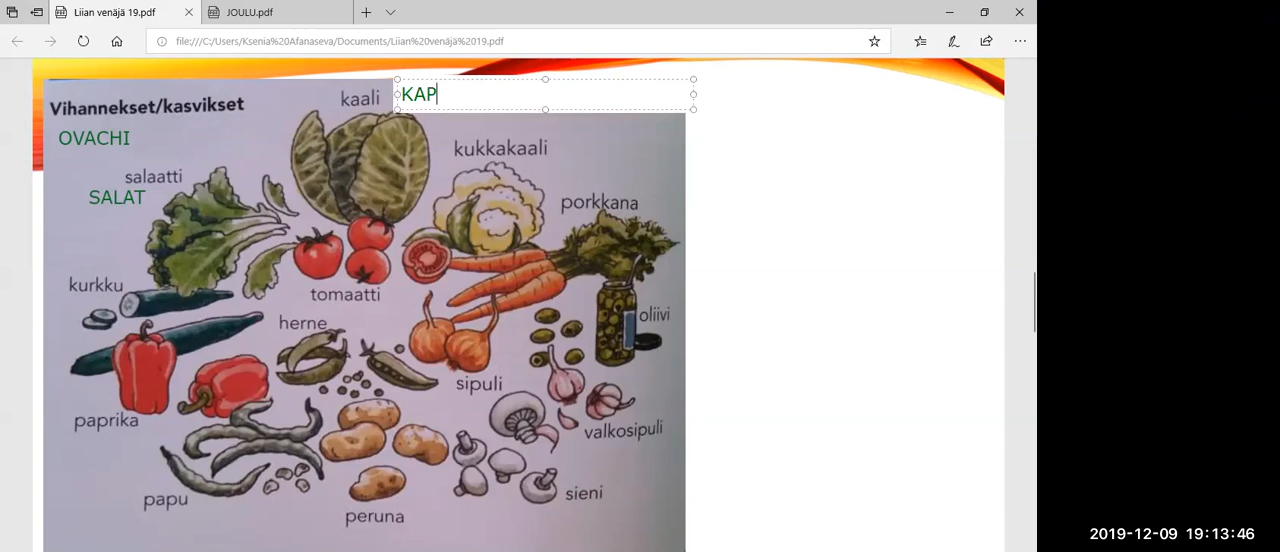 Liian venäjä 19.pdf
JOULU.pdf
file:///C:/Users/Ksenia%20Afanaseva/Documents/Liian%20venäjä%2019.pdf
KAP
kaali
Vihannekset/kasvikset
OVACHI
kukkakaali
salaatti
SALAT
porkkana
kurkku
tomaatti
oliivi
herne
sipuli
paprika
valkosipuli
papu
sieni
peruna
2019-12-09 19:13:46